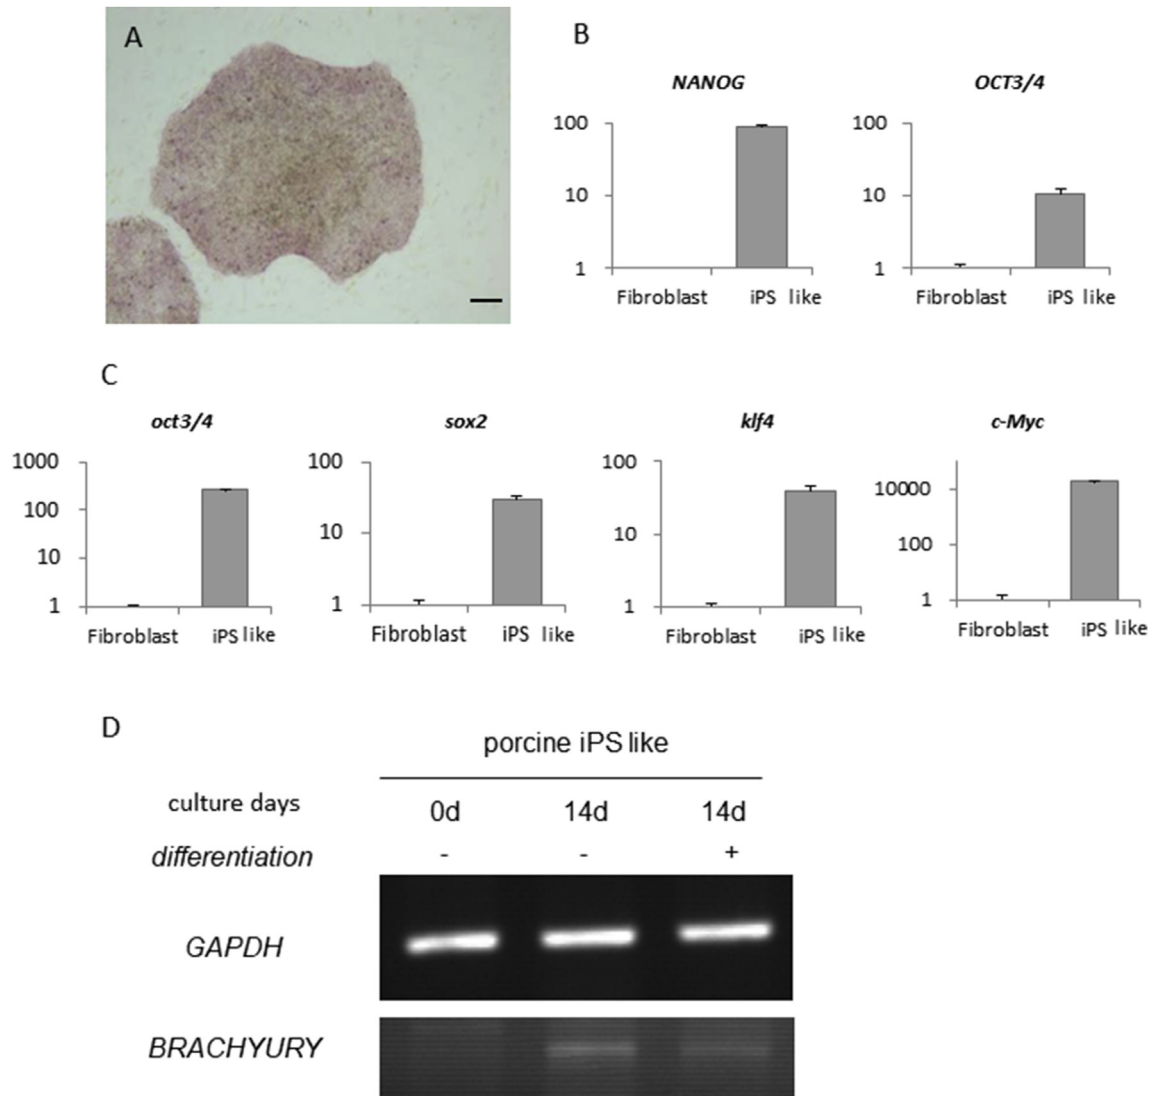 A
B
NANOG
OCT3/4
100
10
1
Fibroblast iPS like
100
10
1
Fibroblast iPS like
C
oct3/4
sox2
klf4
c-Myc
1000
100
10
1
Fibroblast iPS like
100
10
1
Fibroblast iPS like
100
10
1
Fibroblast iPS like
10000
100
1
Fibroblast iPS like
D
porcine iPS like
culture days 0d 14d 14d
differentiation - - +
GAPDH
BRACHYURY